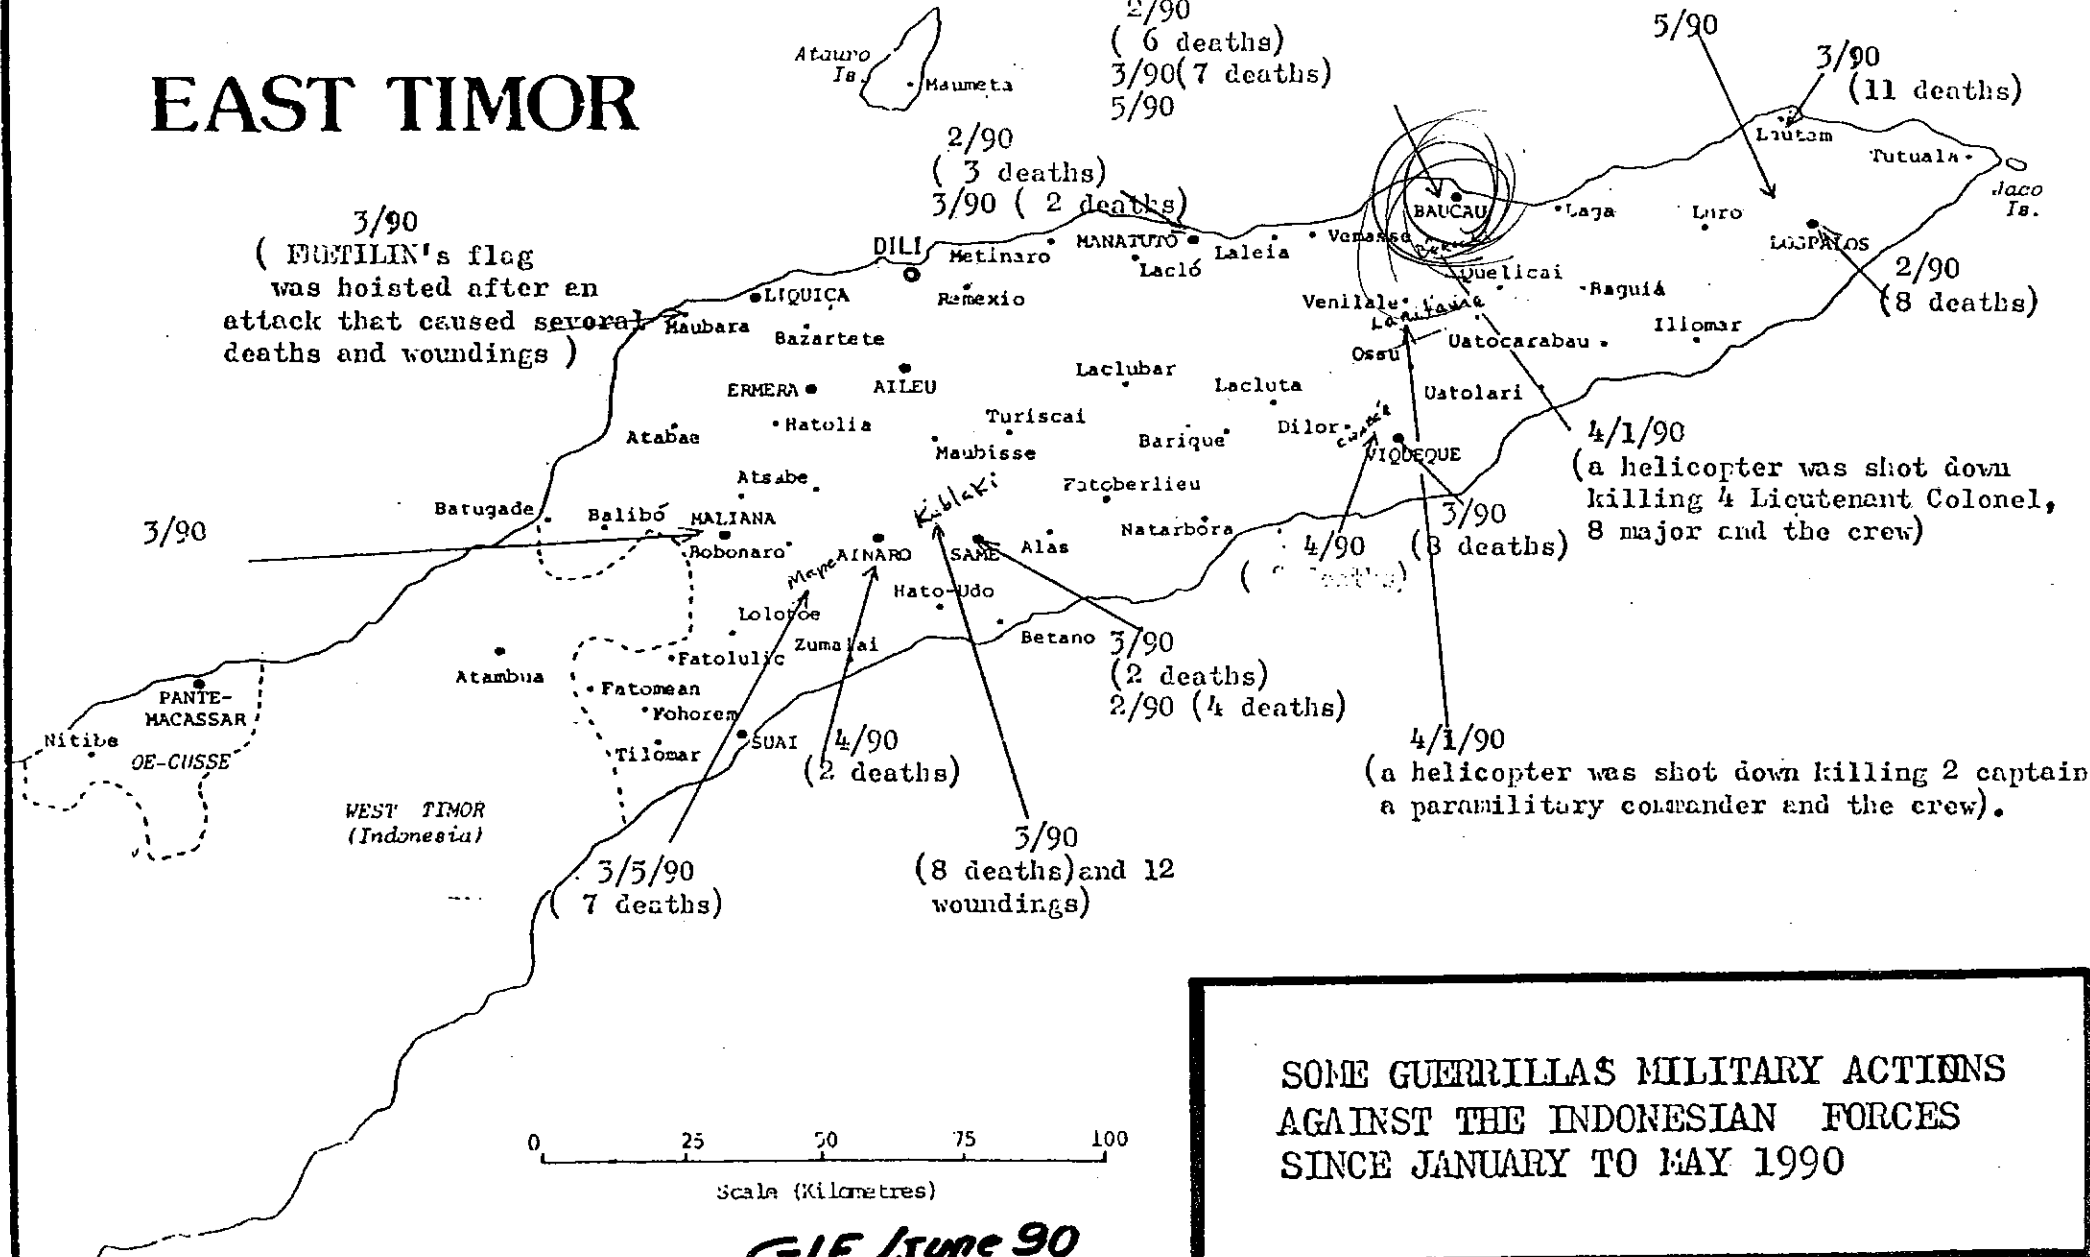 EAST TIMOR
Atauro
Is.
Maumeta
2/90
( 6 deaths)
3/90(7 deaths)
5/90
5/90
3/90
(11 deaths)
Lautem
Tutuala
Jaco
Is.
2/90
( 3 deaths)
3/90 ( 2 deaths)
3/90
( FRETILIN's flag
was hoisted after an
attack that caused several
deaths and woundings )
DILI
Metinaro
MANATUTO
Laleia
Vemasse
BAUCAU
Laga
Luro
LOSPALOS
Lacló
Quelicai
2/90
(8 deaths)
LIQUICA
Remexio
Venilale
Baguiá
Maubara
Bazartete
Ossu
Uatocarabau
Iliomar
ERMERA
AILEU
Laclubar
Lacluta
Uatolari
Hatolia
Turiscai
Dilor
Atabae
Maubisse
Barique
VIQUEQUE
4/1/90
(a helicopter was shot down
killing 4 Lieutenant Colonel,
8 major and the crew)
Atsabe
Kablaki
Fatoberlieu
Batugade
Balibó
MALIANA
Natarbora
3/90
3/90
(8 deaths)
Bobonaro
AINARO
SAME
Alas
4/90
Mape
Hato-Udo
Lolotoe
Zumalai
Betano
3/90
(2 deaths)
2/90 (4 deaths)
Fatolulic
Atambua
Fatomean
Fohorem
PANTE-
MACASSAR
Nitibe
OE-CUSSE
Tilomar
SUAI
4/90
(2 deaths)
4/1/90
(a helicopter was shot down killing 2 captain
a paramilitary commander and the crew).
WEST TIMOR
(Indonesia)
3/5/90
( 7 deaths)
3/90
(8 deaths)and 12
woundings)
0 25 50 75 100
Scale (Kilometres)
SOME GUERRILLAS MILITARY ACTIONS
AGAINST THE INDONESIAN FORCES
SINCE JANUARY TO MAY 1990
/June 90